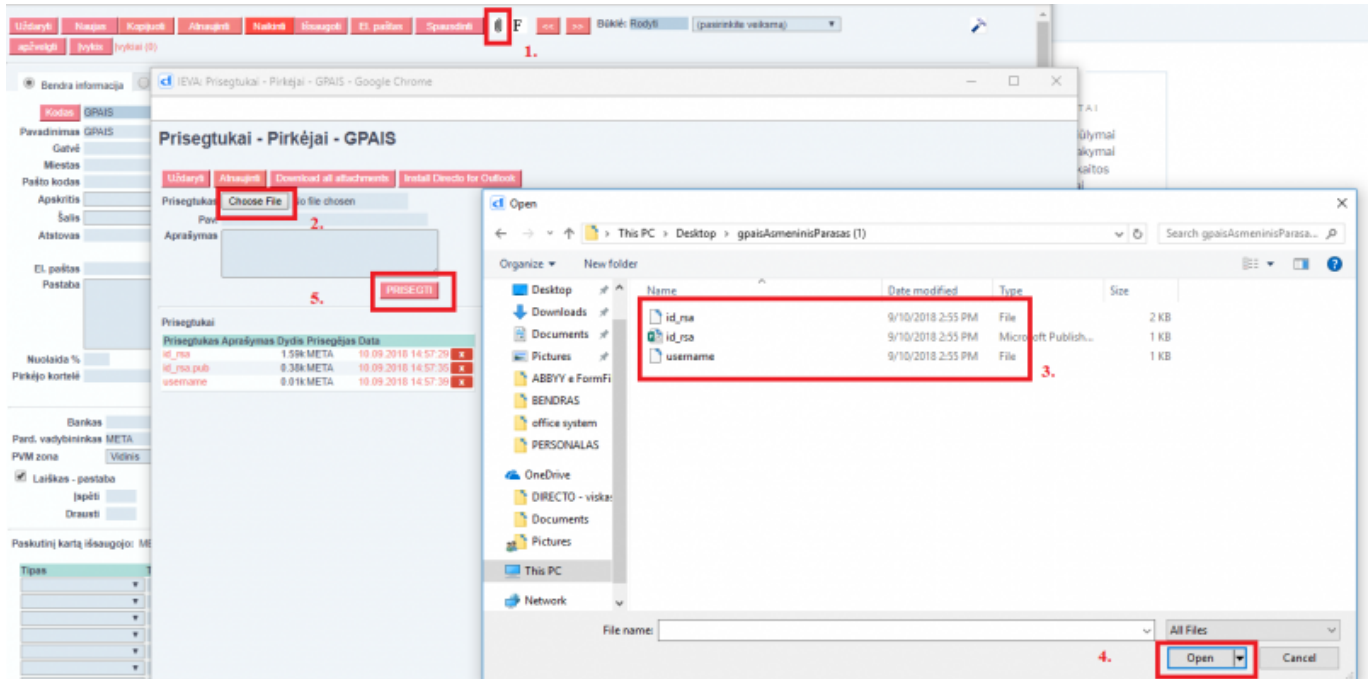 Uždaryti Naujas Kopijuoti Atnaujinti Naikinti Išsaugoti El. paštas Spausdinti F << >> Būklė: Rodyti (pasirinkite veiksmą)
1.
apžvelgti Įvykis Įvykiai (0)
Bendra informacija
Kodas GPAIS
Pavadinimas GPAIS
Gatvė
Miestas
Pašto kodas
Apskritis
Šalis
Atstovas
El. paštas
Pastaba
Nuolaida %
Pirkėjo kortelė
Bankas
Pard. vadybininkas META
PVM zona Vidinis
Laiškas - pastaba
Įspėti
Drausti
Paskutinį kartą išsaugojo: ME
Tipas
IEVA: Prisegtukai - Pirkėjai - GPAIS - Google Chrome
Prisegtukai - Pirkėjai - GPAIS
Uždaryti Atnaujinti Download all attachments Install Directo for Outlook
Prisegtukas Choose File No file chosen
2.
Pav.
Aprašymas
PRISEGTI
5.
Prisegtukai
Prisegtukas Aprašymas Dydis Prisegėjas Data
id_rsa 1.59k META 10.09.2018 14:57:29 x
id_rsa.pub 0.38k META 10.09.2018 14:57:35 x
username 0.01k META 10.09.2018 14:57:39 x
Open
This PC > Desktop > gpaisAsmeninisParasas (1)
Search gpaisAsmeninisParasa...
Organize New folder
Desktop
Downloads
Documents
Pictures
ABBYY e FormFi
BENDRAS
office system
PERSONALAS
OneDrive
DIRECTO - viskas
Documents
Pictures
This PC
Network
Name Date modified Type Size
id_rsa 9/10/2018 2:55 PM File 2 KB
id_rsa 9/10/2018 2:55 PM Microsoft Publish... 1 KB
username 9/10/2018 2:55 PM File 1 KB
3.
File name: All Files
4.
Open Cancel